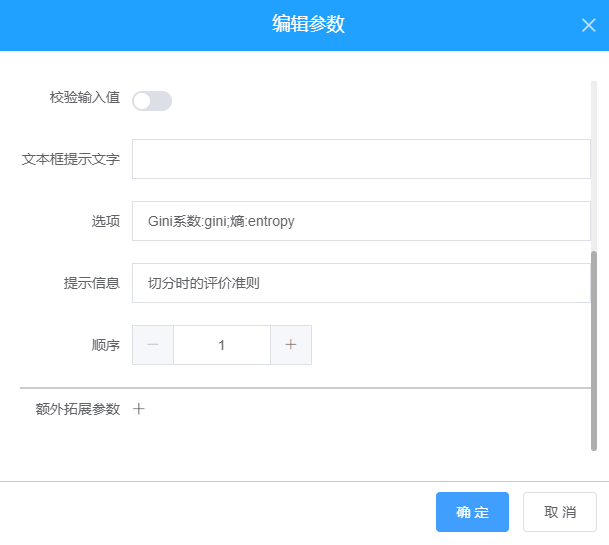 编辑参数
校验输入值
文本框提示文字
选项 Gini系数:gini;熵:entropy
提示信息 切分时的评价准则
顺序 1
额外拓展参数
确 定 取 消